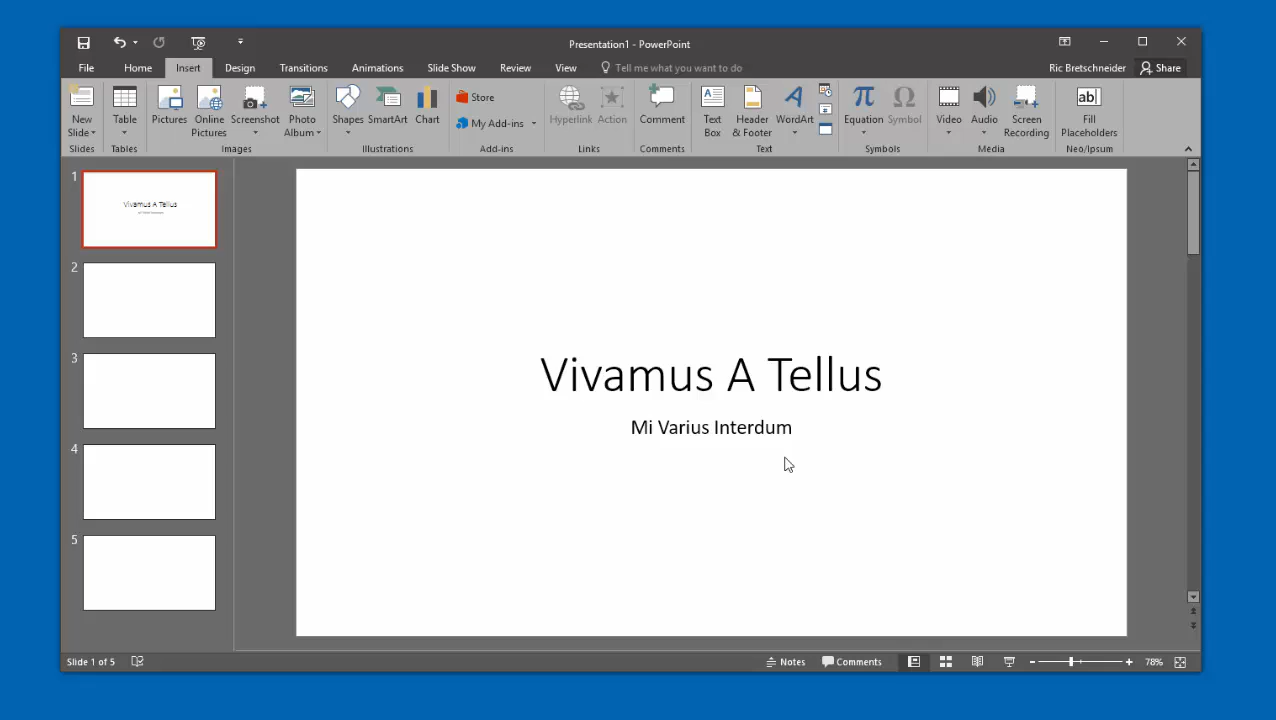 Presentation1 - PowerPoint
File Home Insert Design Transitions Animations Slide Show Review View Tell me what you want to do Ric Bretschneider Share
New Slide
Table
Pictures
Online Pictures
Screenshot
Photo Album
Shapes
SmartArt
Chart
Store
My Add-ins
Hyperlink
Action
Comment
Text Box
Header & Footer
WordArt
Equation
Symbol
Video
Audio
Screen Recording
Fill Placeholders
Slides Tables Images Illustrations Add-ins Links Comments Text Symbols Media Neo/Ipsum
1
Vivamus A Tellus
2
3
4
5
Vivamus A Tellus
Mi Varius Interdum
Slide 1 of 5 Notes Comments 78%